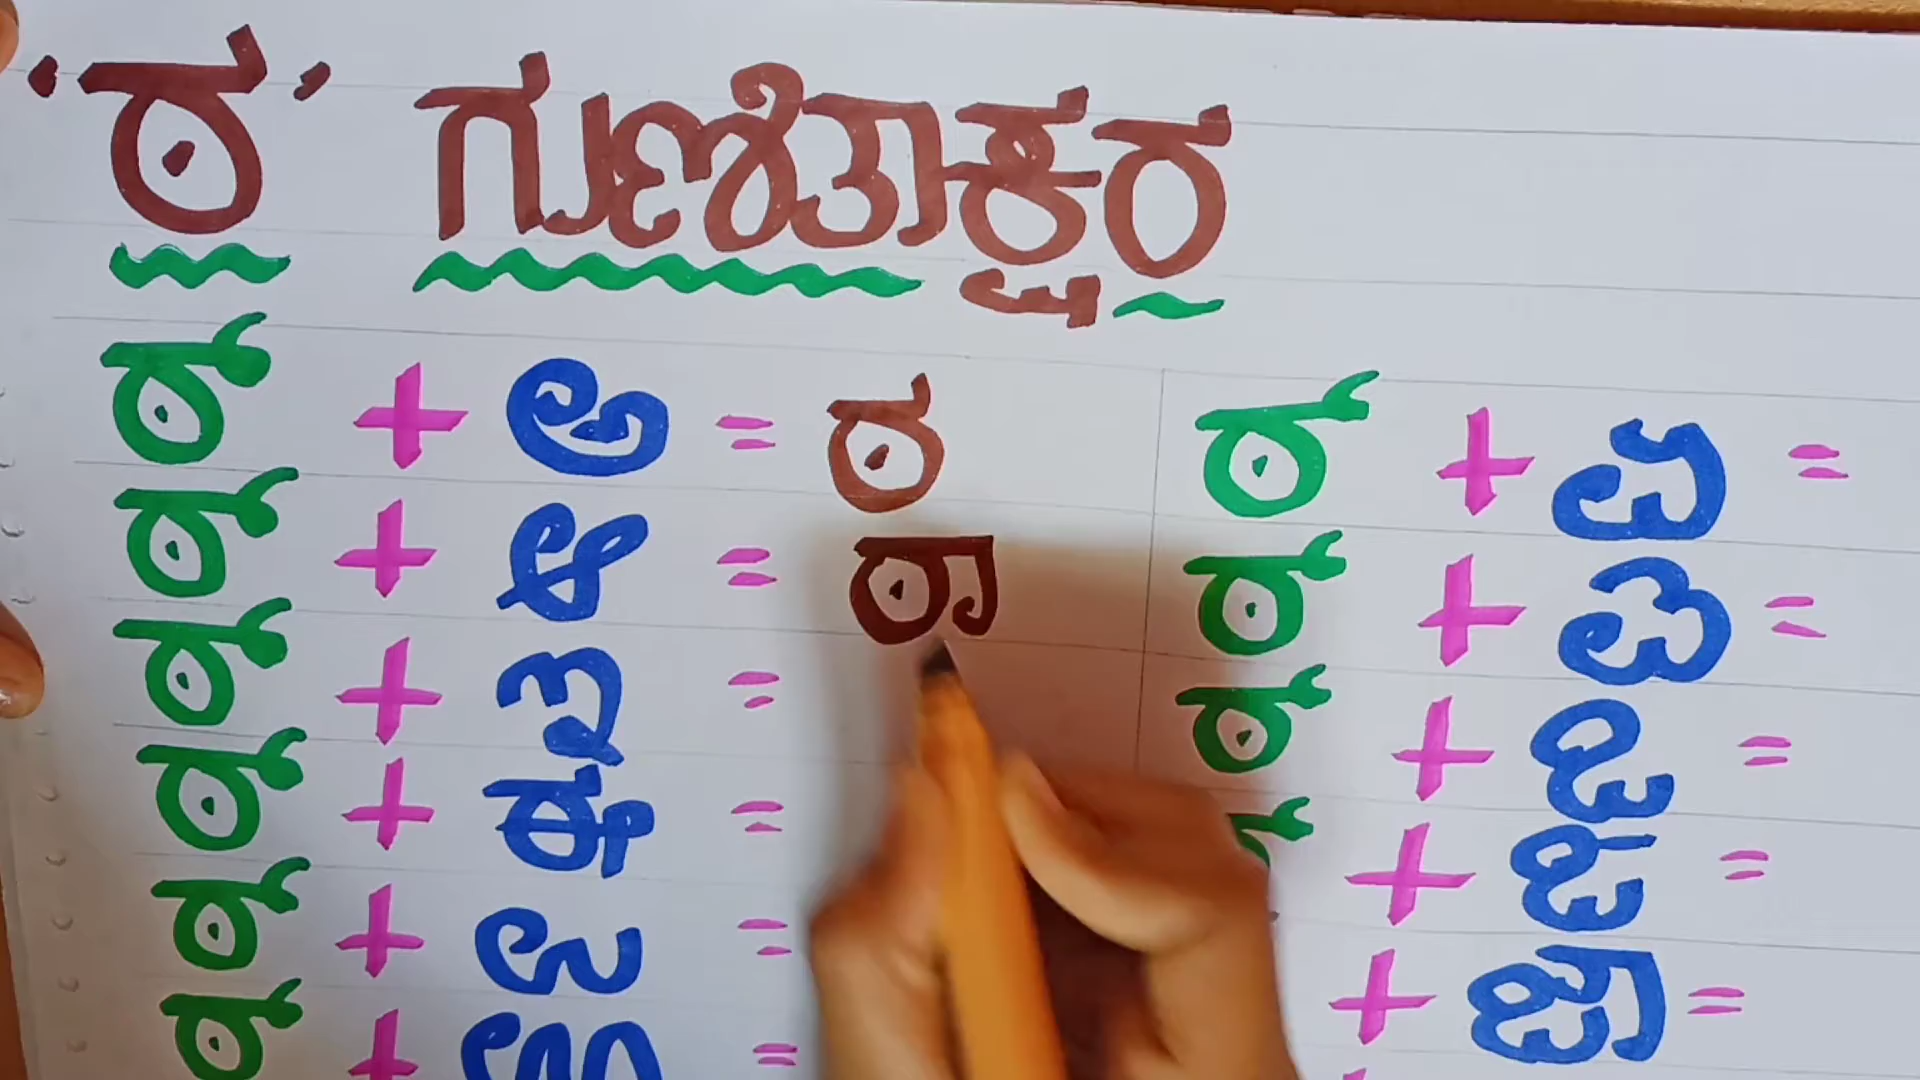 'ಠ' ಗುಣಿತಾಕ್ಷರ
ಠ್ + ಅ = ಠ ಠ್ + ಎ =
ಠ್ + ಆ = ಠಾ ಠ್ + ಏ =
ಠ್ + ಇ = ಠ್ + ಐ =
ಠ್ + ಈ = + ಒ =
ಠ್ + ಉ = + ಓ =
ಠ್ + =